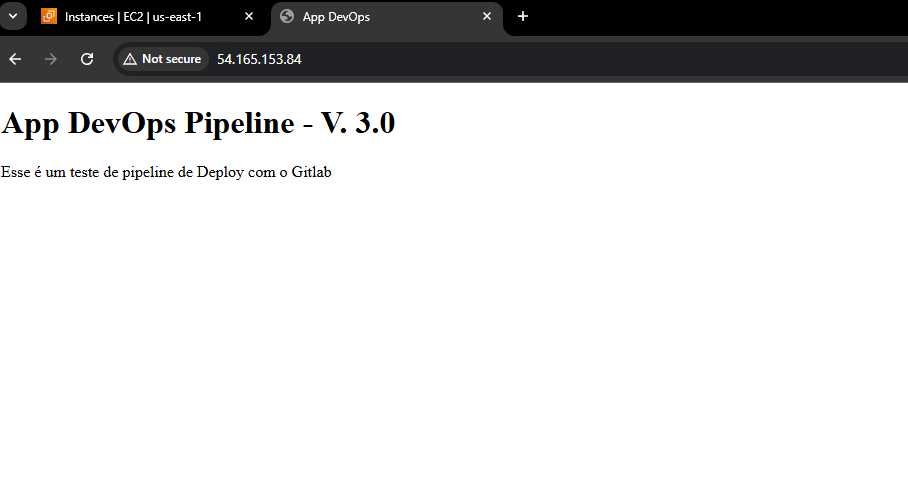 Instances | EC2 | us-east-1
App DevOps
Not secure
54.165.153.84
App DevOps Pipeline - V. 3.0
Esse é um teste de pipeline de Deploy com o Gitlab